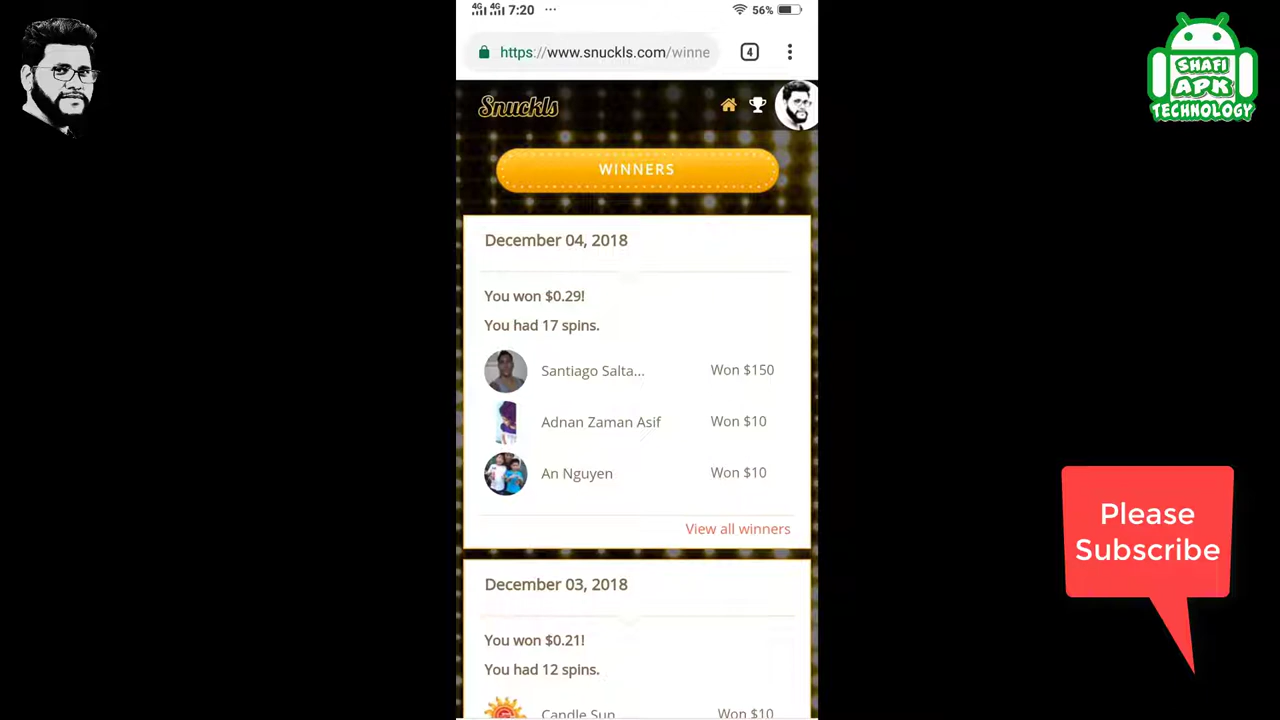 4G 4G 7:20 ... 56%
https://www.snuckls.com/winne 4
SHAFI
APK
TECHNOLOGY
Snuckls
WINNERS
December 04, 2018
You won $0.29!
You had 17 spins.
Santiago Salta... Won $150
Adnan Zaman Asif Won $10
An Nguyen Won $10
View all winners
Please
Subscribe
December 03, 2018
You won $0.21!
You had 12 spins.
Candle Sun Won $10